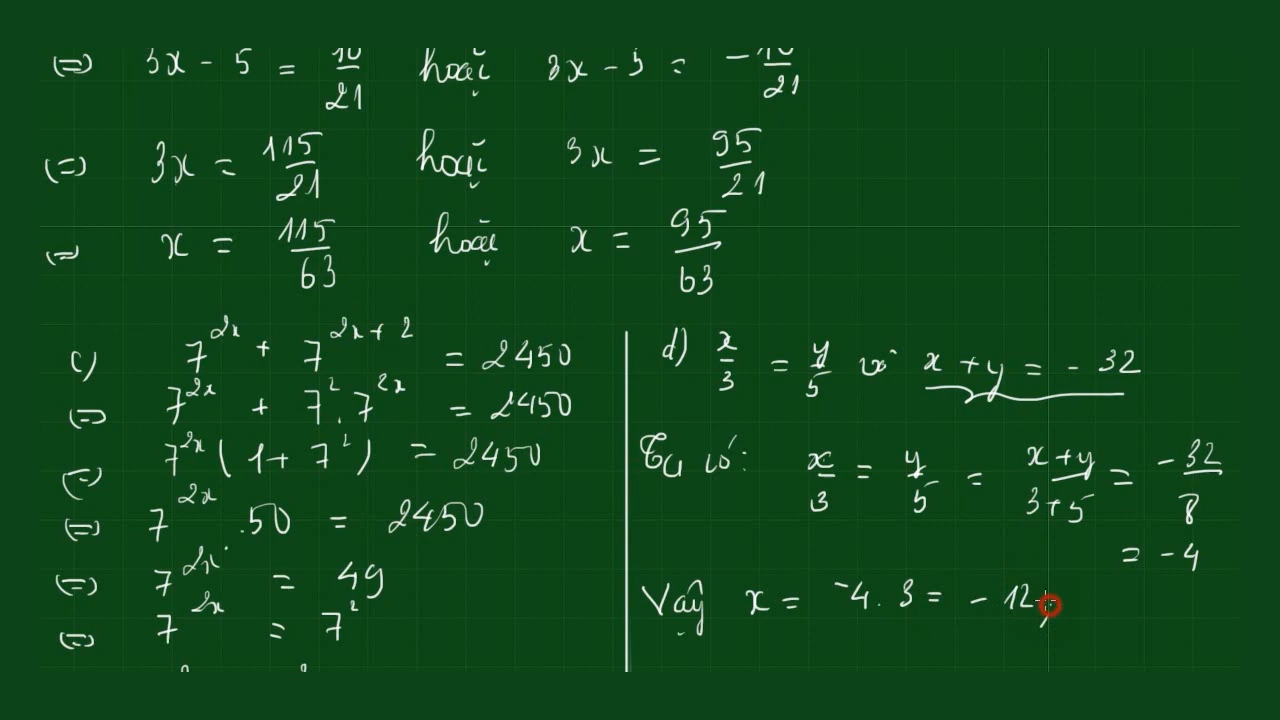 (=) 3x - 5 = 10/21 hoặc 3x - 5 = -10/21
(=) 3x = 115/21 hoặc 3x = 95/21
(=) x = 115/63 hoặc x = 95/63
c) 7^{2x} + 7^{2x+2} = 2450
(=) 7^{2x} + 7^2 . 7^{2x} = 2450
(=) 7^{2x} (1 + 7^2) = 2450
(=) 7^{2x} . 50 = 2450
(=) 7^{2x} = 49
(=) 7^{2x} = 7^2
d) x/3 = y/5 với x + y = -32
Ta có: x/3 = y/5 = x+y/3+5 = -32/8
= -4
Vậy x = -4 . 3 = -12;